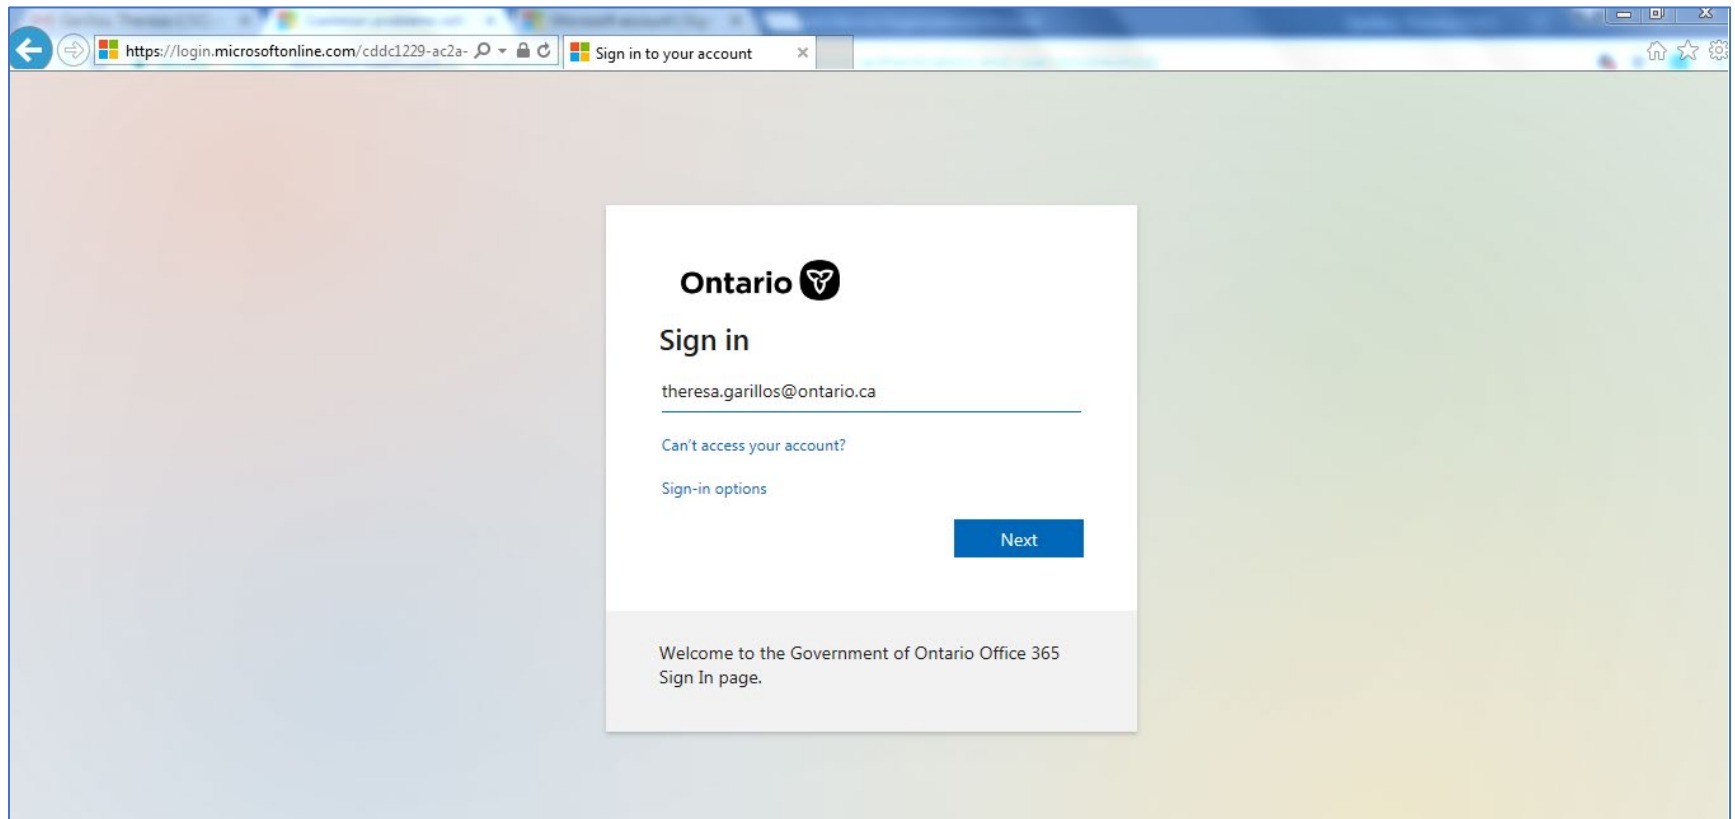 https://login.microsoftonline.com/cddc1229-ac2a-
Sign in to your account
Ontario
Sign in
theresa.garillos@ontario.ca
Can't access your account?
Sign-in options
Next
Welcome to the Government of Ontario Office 365
Sign In page.